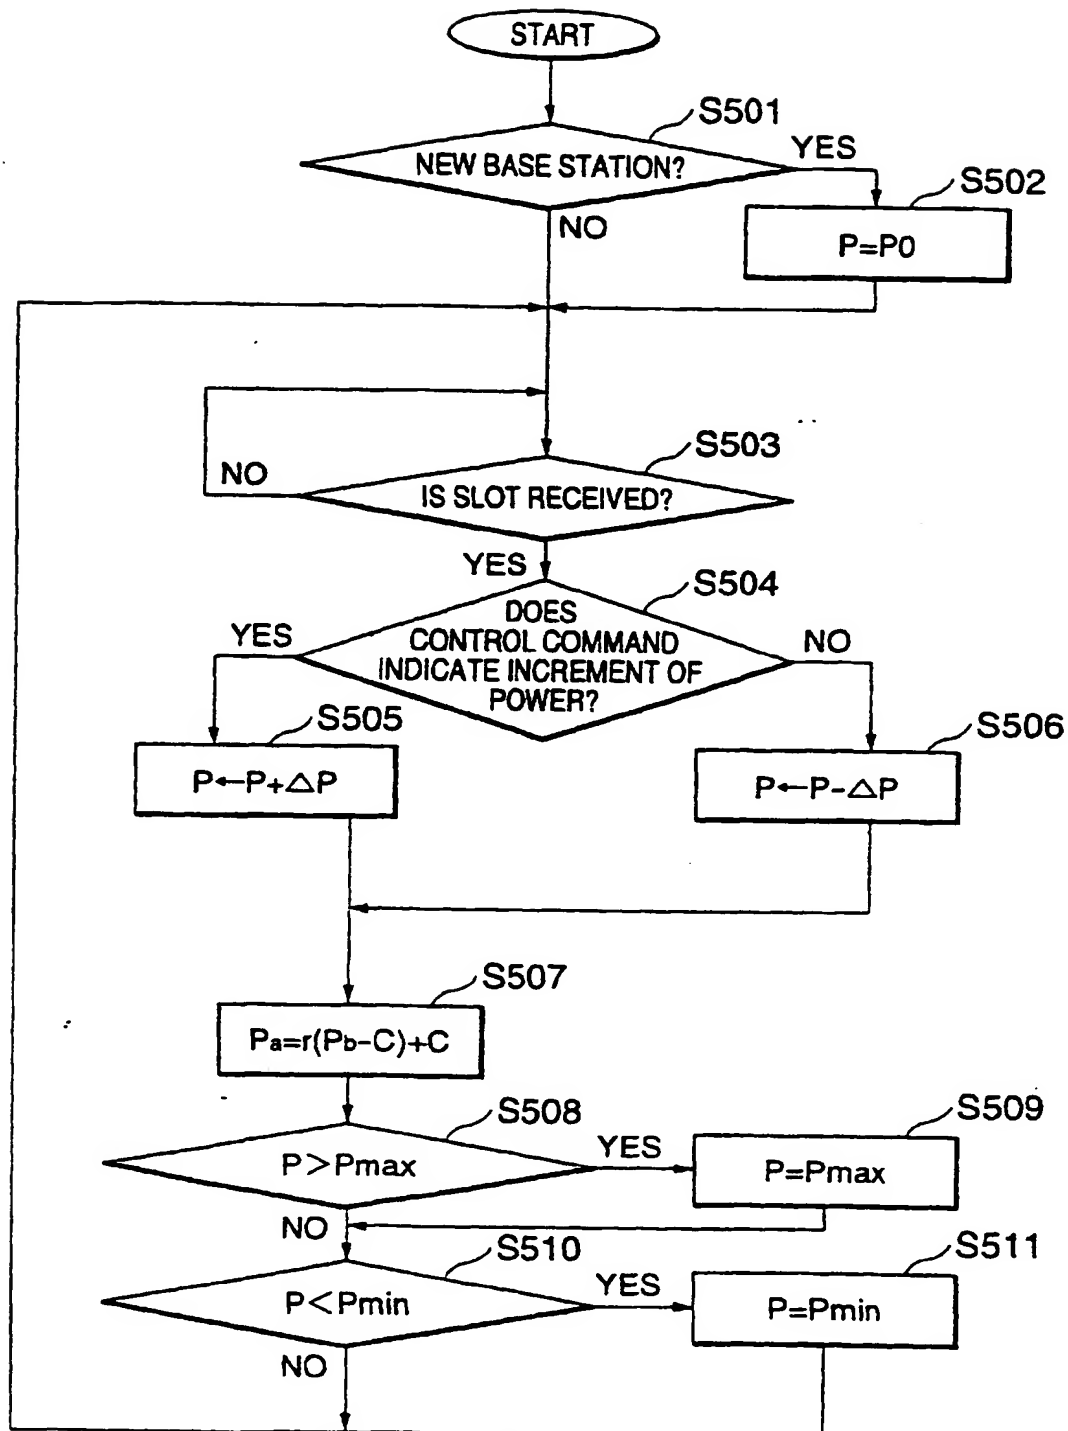 START
S501
NEW BASE STATION?
YES
S502
P=P0
NO
S503
NO
IS SLOT RECEIVED?
YES
S504
DOES
CONTROL COMMAND
INDICATE INCREMENT OF
POWER?
YES
NO
S505
P←P+△P
S506
P←P-△P
S507
Pa=r(Pb-C)+C
S508
P>Pmax
YES
S509
P=Pmax
NO
S510
P<Pmin
YES
S511
P=Pmin
NO